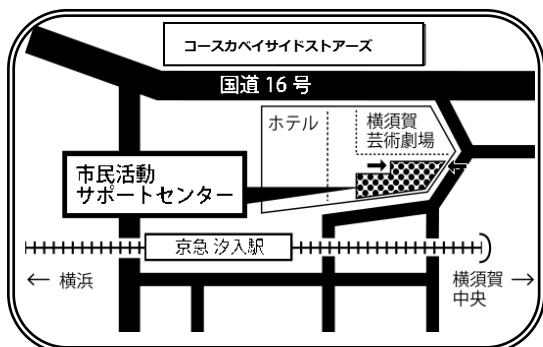 コースカベイサイドストアーズ
国道 16 号
ホテル
横須賀
芸術劇場
市民活動
サポートセンター
京急 汐入駅
← 横浜
横須賀
中央 →